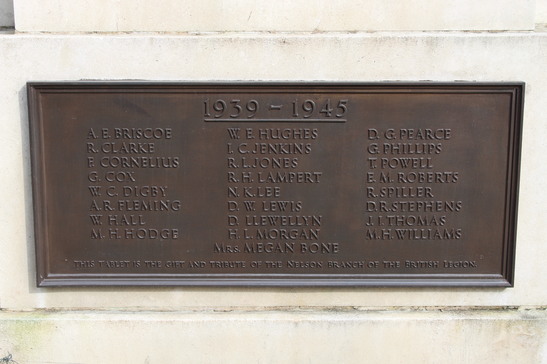 1939 - 1945
A. E. BRISCOE
R. CLARKE
F. CORNELIUS
G. COX
W. C. DIGBY
A. R. FLEMING
W. HALL
M. H. HODGE
W. E. HUGHES
I. C. JENKINS
R. L. JONES
R. H. LAMPERT
N. K. LEE
D. W. LEWIS
D. LLEWELLYN
H. L. MORGAN
MRS. MEGAN BONE
D. G. PEARCE
G. PHILLIPS
T. POWELL
E. M. ROBERTS
R. SPILLER
D. R. STEPHENS
J. I. THOMAS
M. H. WILLIAMS
THIS TABLET IS THE GIFT AND TRIBUTE OF THE NELSON BRANCH OF THE BRITISH LEGION.